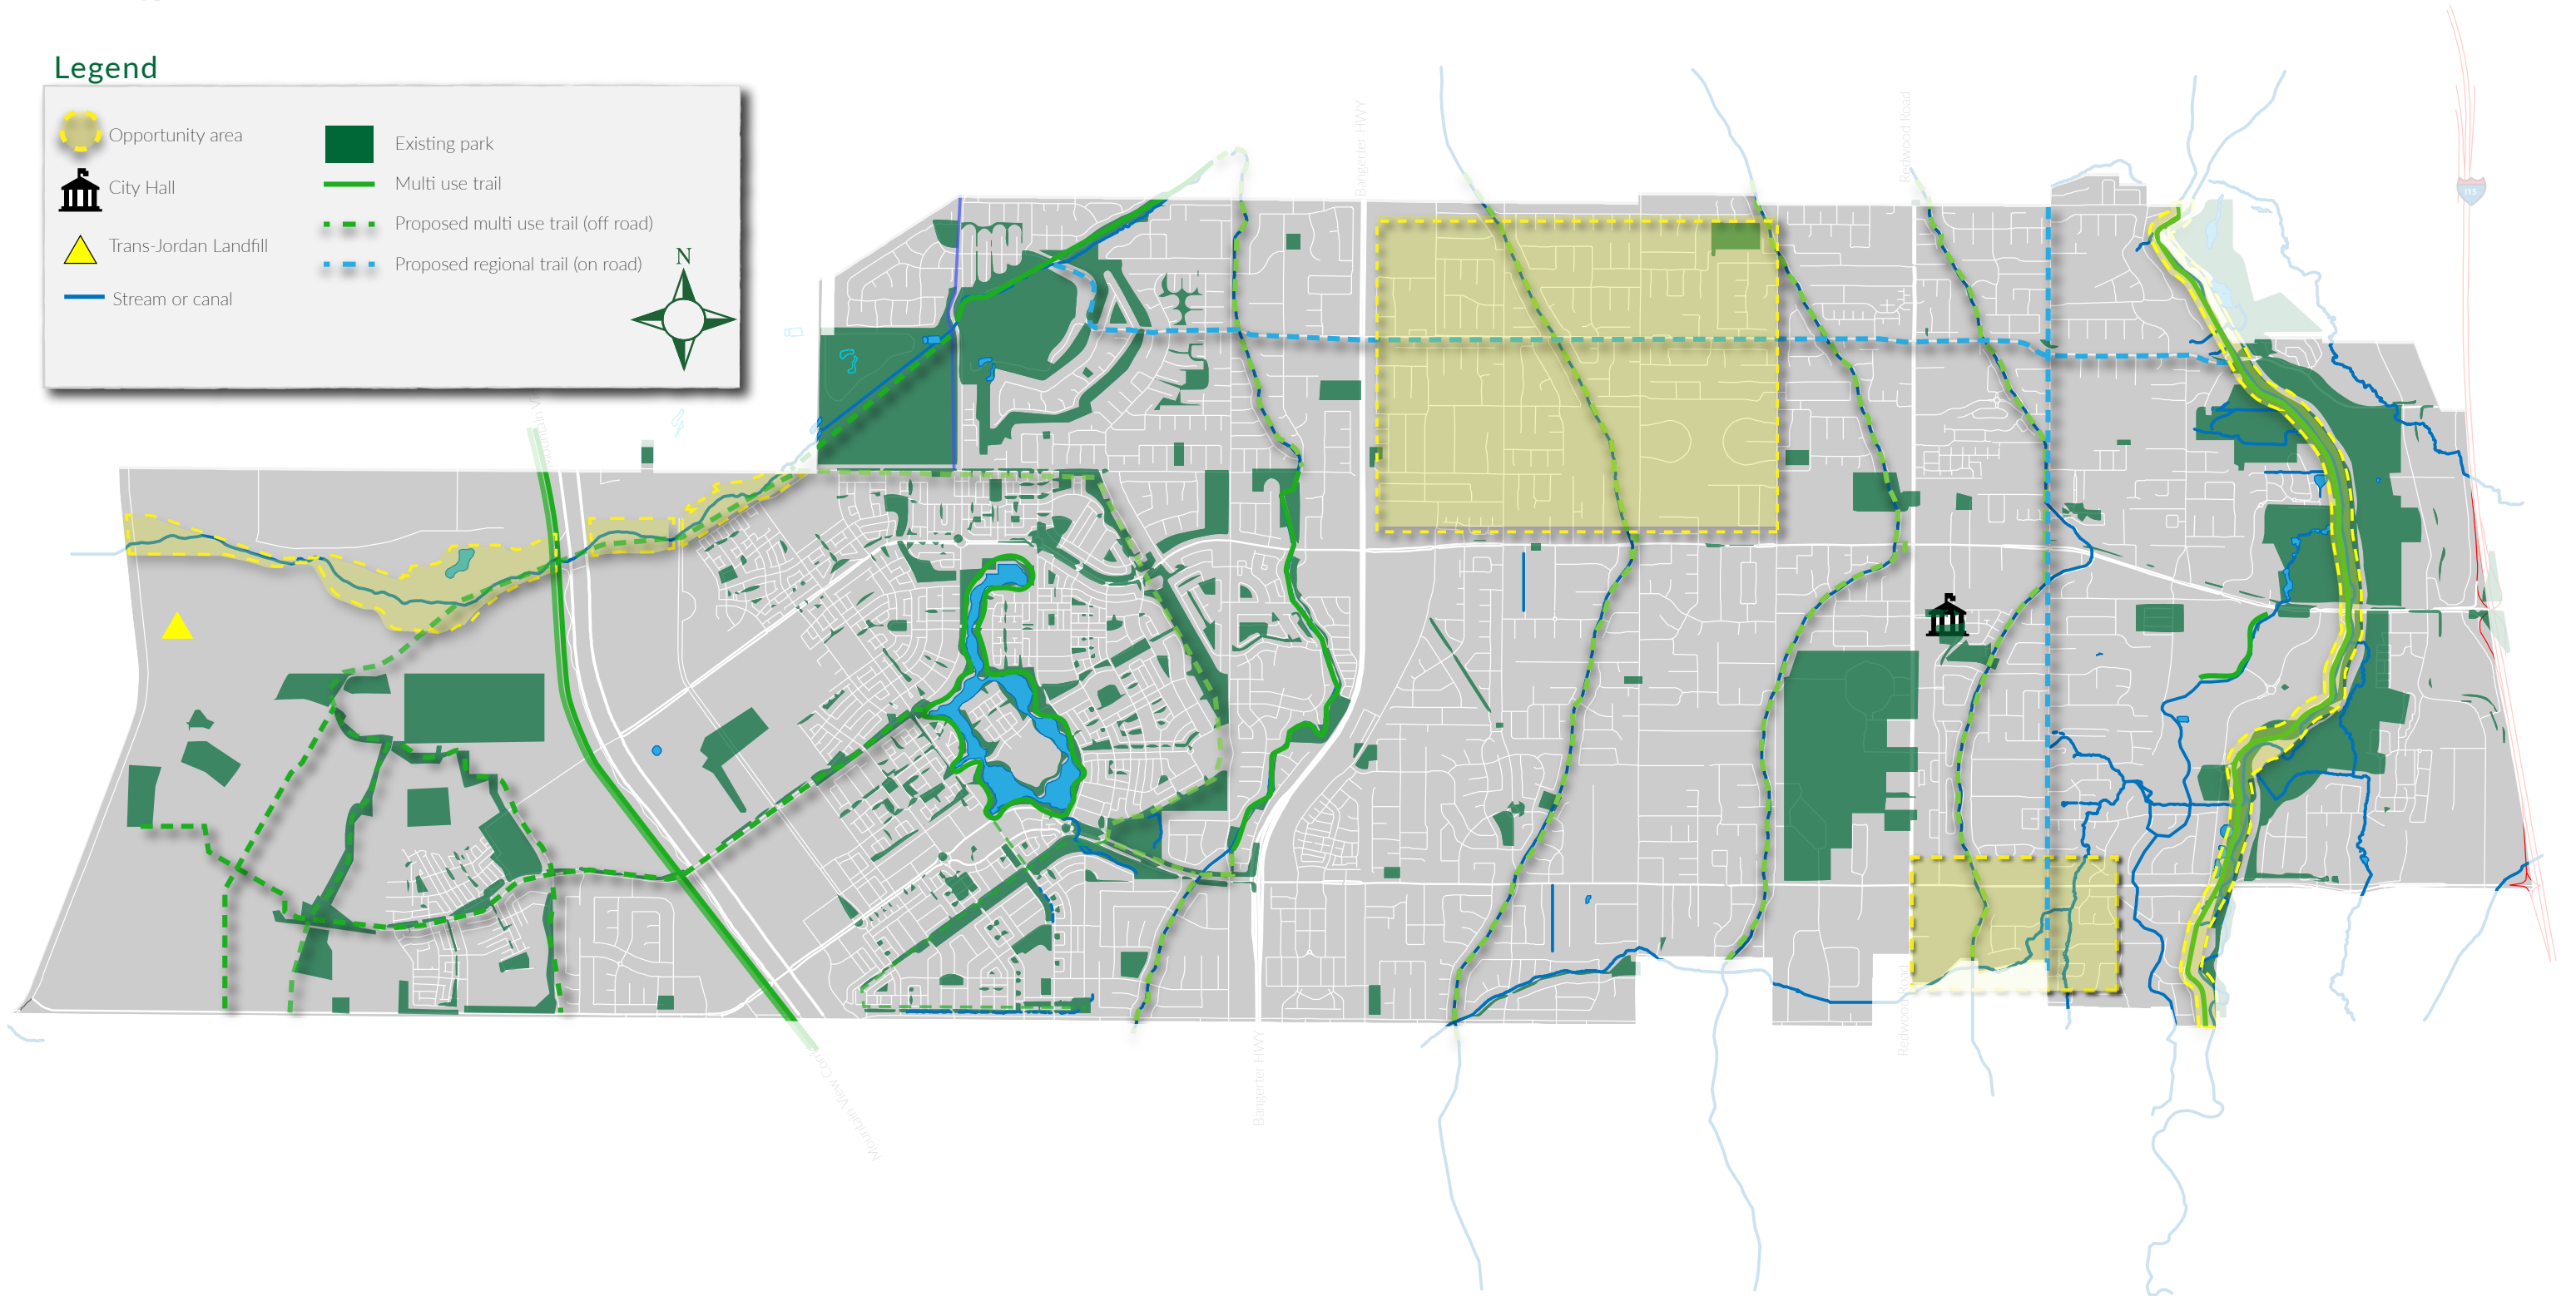 Legend
Opportunity area
City Hall
Trans-Jordan Landfill
Stream or canal
Existing park
Multi use trail
Proposed multi use trail (off road)
Proposed regional trail (on road)
N
Bangerter HWY
Redwood Road
I15
Redwood Road
Bangerter HWY
Mountain View